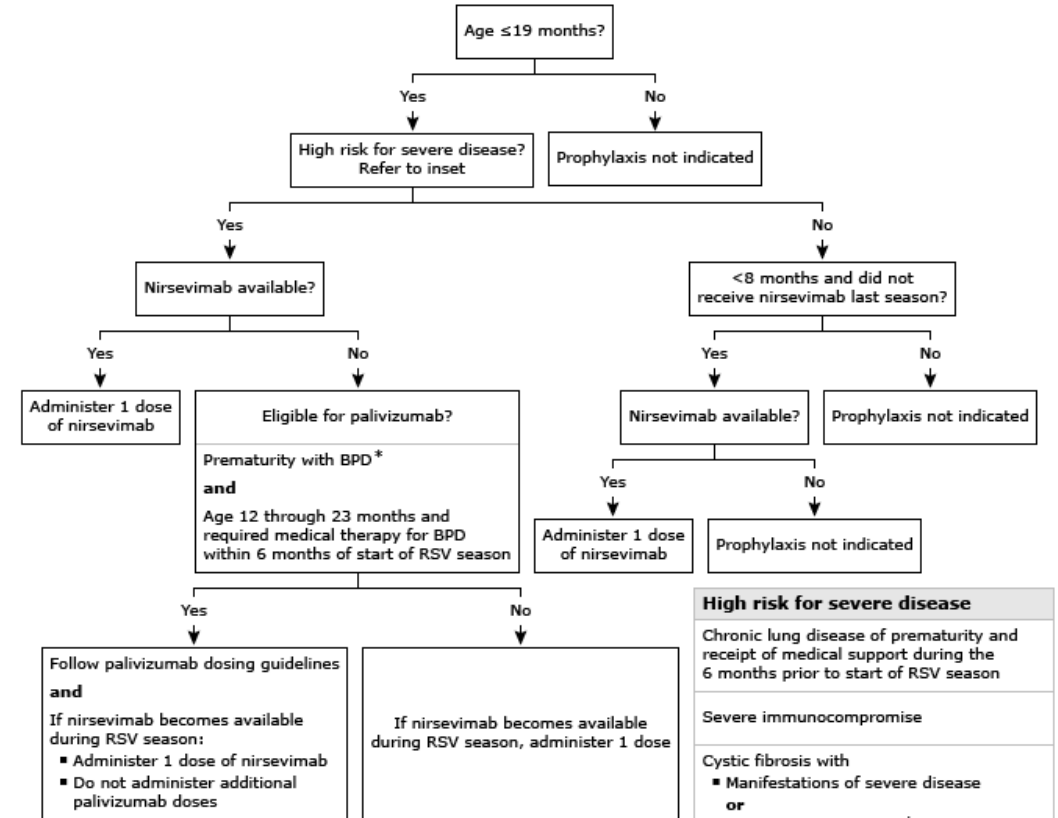 Age ≤19 months?
Yes
No
High risk for severe disease?
Refer to inset
Prophylaxis not indicated
Yes
No
Nirsevimab available?
<8 months and did not
receive nirsevimab last season?
Yes
No
Yes
No
Administer 1 dose
of nirsevimab
Eligible for palivizumab?
Prematurity with BPD*
and
Age 12 through 23 months and
required medical therapy for BPD
within 6 months of start of RSV season
Nirsevimab available?
Prophylaxis not indicated
Yes
No
Administer 1 dose
of nirsevimab
Prophylaxis not indicated
Yes
No
Follow palivizumab dosing guidelines
and
If nirsevimab becomes available
during RSV season:
▪ Administer 1 dose of nirsevimab
▪ Do not administer additional
palivizumab doses
If nirsevimab becomes available
during RSV season, administer 1 dose
High risk for severe disease
Chronic lung disease of prematurity and
receipt of medical support during the
6 months prior to start of RSV season
Severe immunocompromise
Cystic fibrosis with
▪ Manifestations of severe disease
or